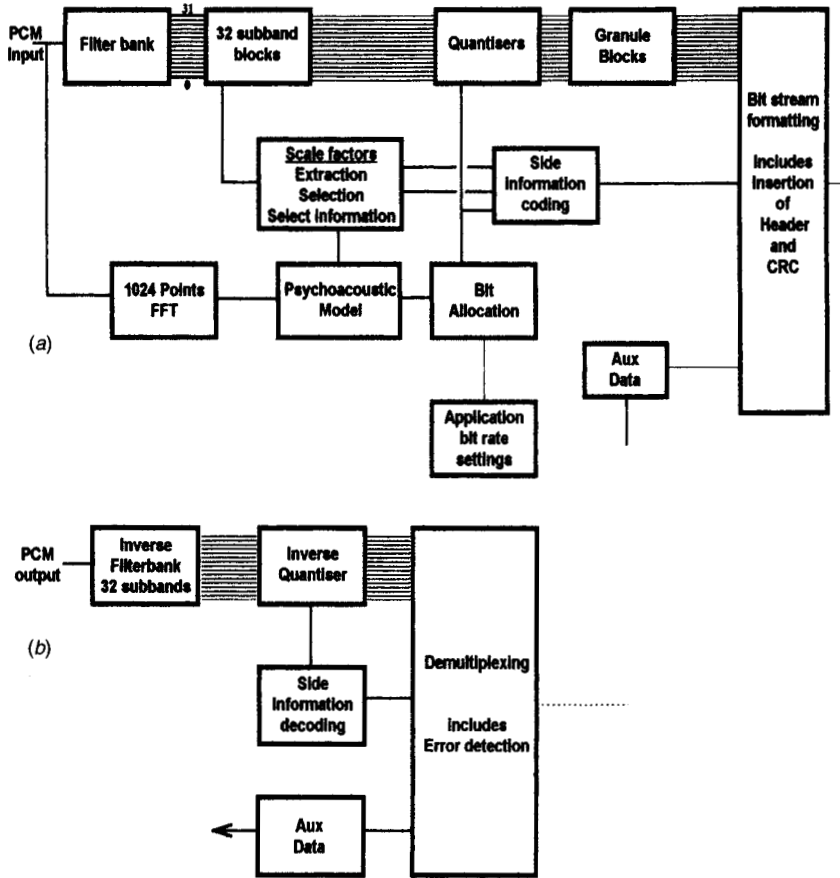 31
PCM
Input
Filter bank
32 subband
blocks
Quantisers
Granule
Blocks
0
Bit stream
formatting
Includes
Insertion
of
Header
and
CRC
Scale factors
Extraction
Selection
Select information
Side
Information
coding
1024 Points
FFT
Psychoacoustic
Model
Bit
Allocation
(a)
Aux
Data
Application
bit rate
settings
PCM
output
Inverse
Filterbank
32 subbands
Inverse
Quantiser
(b)
Demultiplexing
includes
Error detection
Side
Information
decoding
Aux
Data